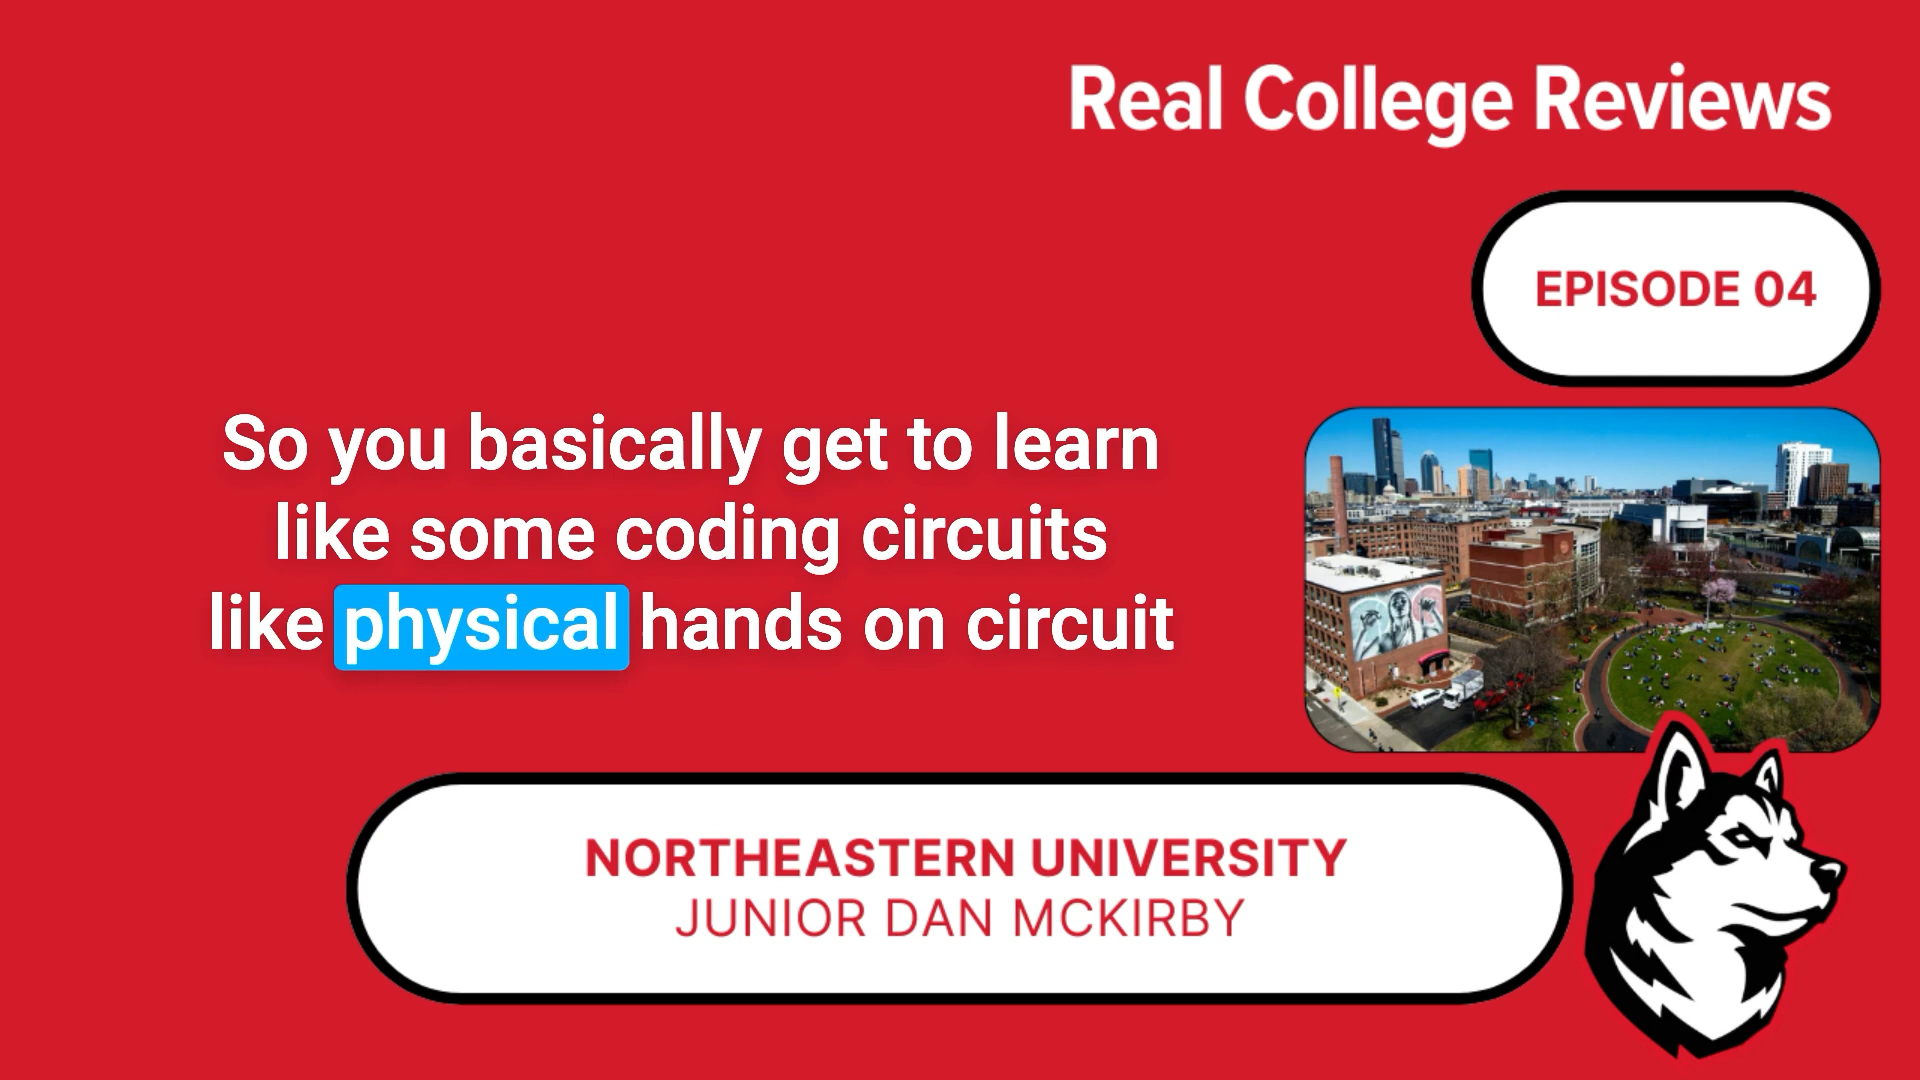 Real College Reviews
EPISODE 04
So you basically get to learn
like some coding circuits
like physical hands on circuit
NORTHEASTERN UNIVERSITY
JUNIOR DAN MCKIRBY